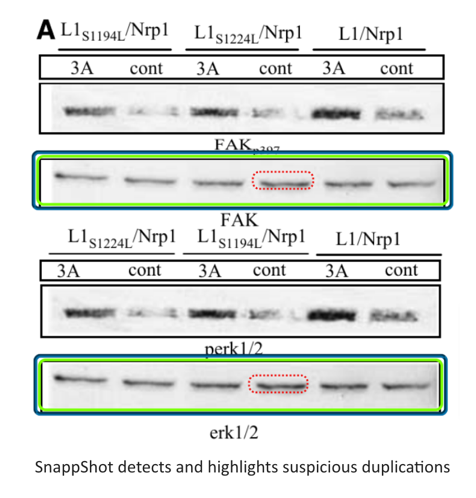 A L1S1194L/Nrp1 L1S1224L/Nrp1 L1/Nrp1
3A cont 3A cont 3A cont
FAKp397
FAK
L1S1224L/Nrp1 L1S1194L/Nrp1 L1/Nrp1
3A cont 3A cont 3A cont
perk1/2
erk1/2
SnappShot detects and highlights suspicious duplications